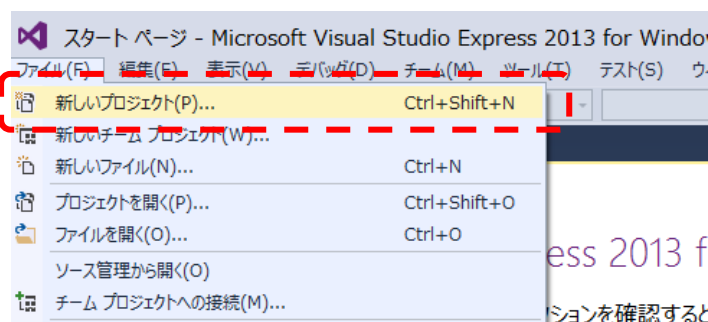 スタート ページ - Microsoft Visual Studio Express 2013 for Windo
ファイル(F) 編集(E) 表示(V) デバッグ(D) チーム(M) ツール(T) テスト(S) ウ
新しいプロジェクト(P)... Ctrl+Shift+N
新しいチーム プロジェクト(W)...
新しいファイル(N)... Ctrl+N
プロジェクトを開く(P)... Ctrl+Shift+O
ファイルを開く(O)... Ctrl+O
ess 2013 f
ソース管理から開く(O)
チーム プロジェクトへの接続(M)...
ションを確認すると